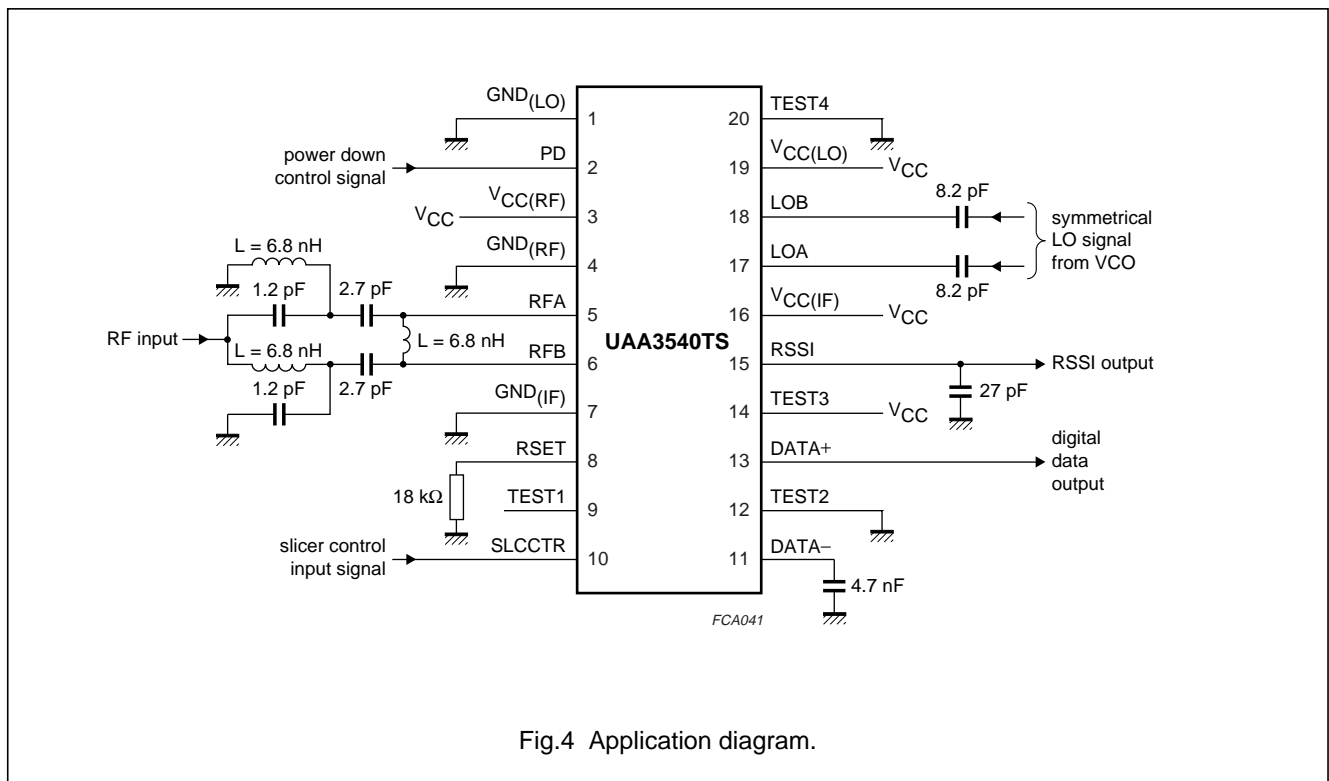 GND(LO)
1
power down
control signal
PD
2
VCC(RF)
VCC
3
GND(RF)
4
L = 6.8 nH
1.2 pF
2.7 pF
RFA
5
RF input
L = 6.8 nH
L = 6.8 nH
RFB
6
1.2 pF
2.7 pF
GND(IF)
7
RSET
8
18 kΩ
TEST1
9
slicer control
input signal
SLCCTR
10
UAA3540TS
20
TEST4
19
VCC(LO)
VCC
18
LOB
8.2 pF
symmetrical
LO signal
from VCO
17
LOA
8.2 pF
16
VCC(IF)
VCC
15
RSSI
RSSI output
27 pF
14
TEST3
VCC
13
DATA+
digital
data
output
12
TEST2
11
DATA−
4.7 nF
FCA041
Fig.4 Application diagram.